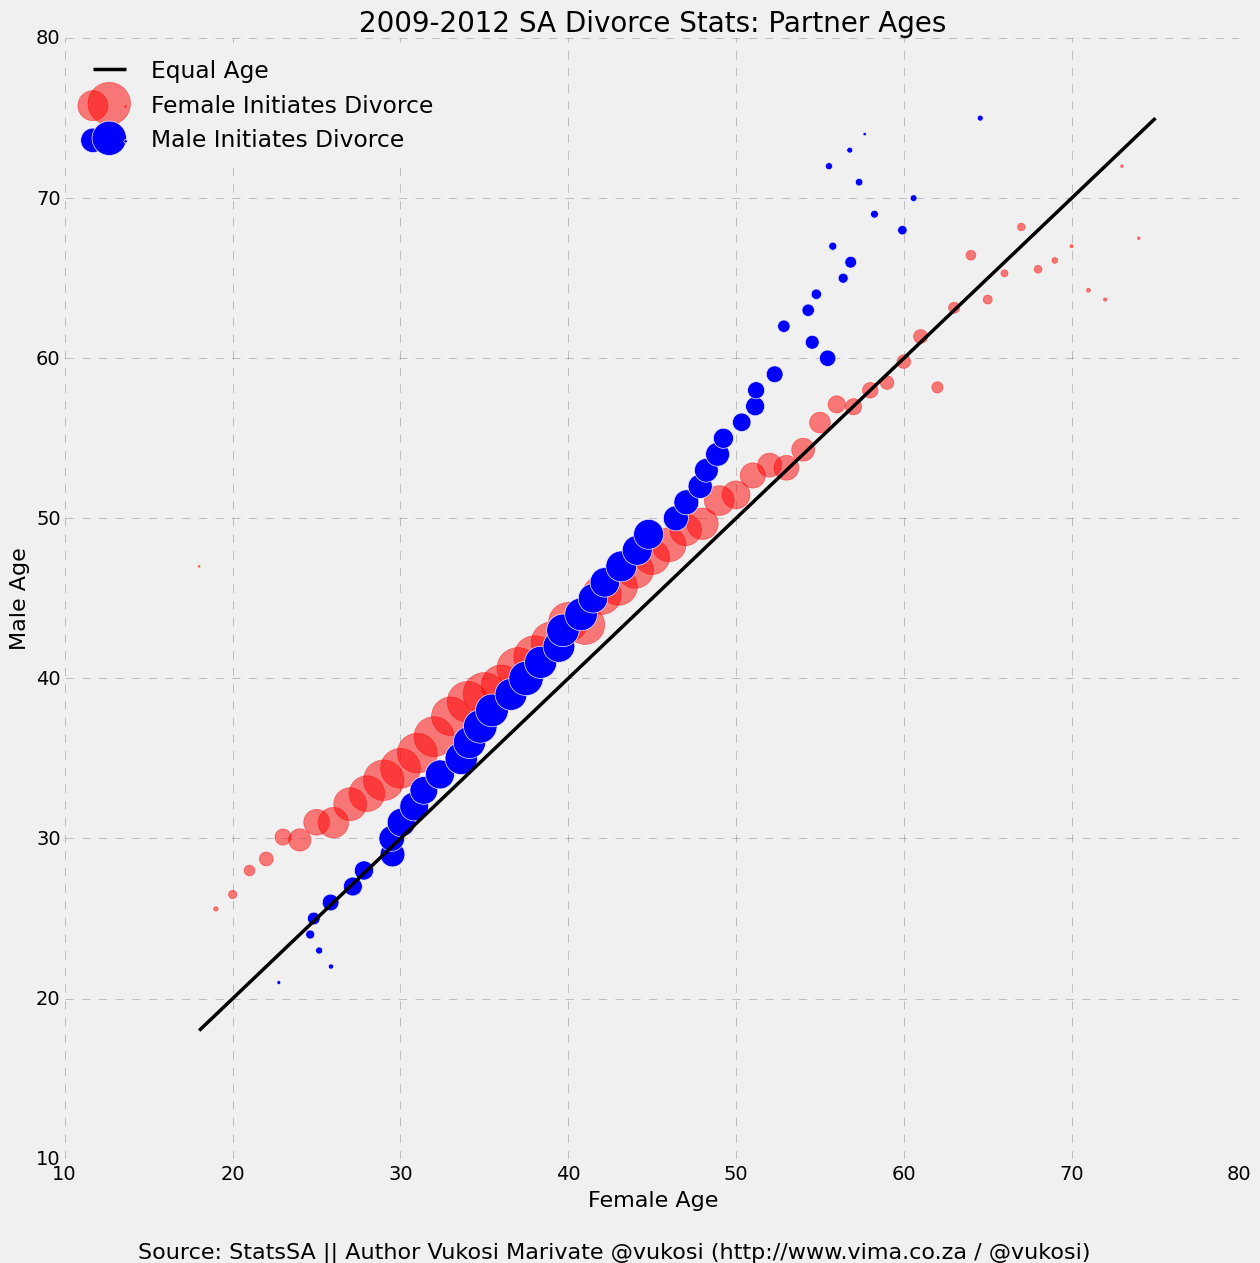 2009-2012 SA Divorce Stats: Partner Ages
80
Equal Age
Female Initiates Divorce
Male Initiates Divorce
70
60
50
Male Age
40
30
20
10
10 20 30 40 50 60 70 80
Female Age
Source: StatsSA || Author Vukosi Marivate @vukosi (http://www.vima.co.za / @vukosi)